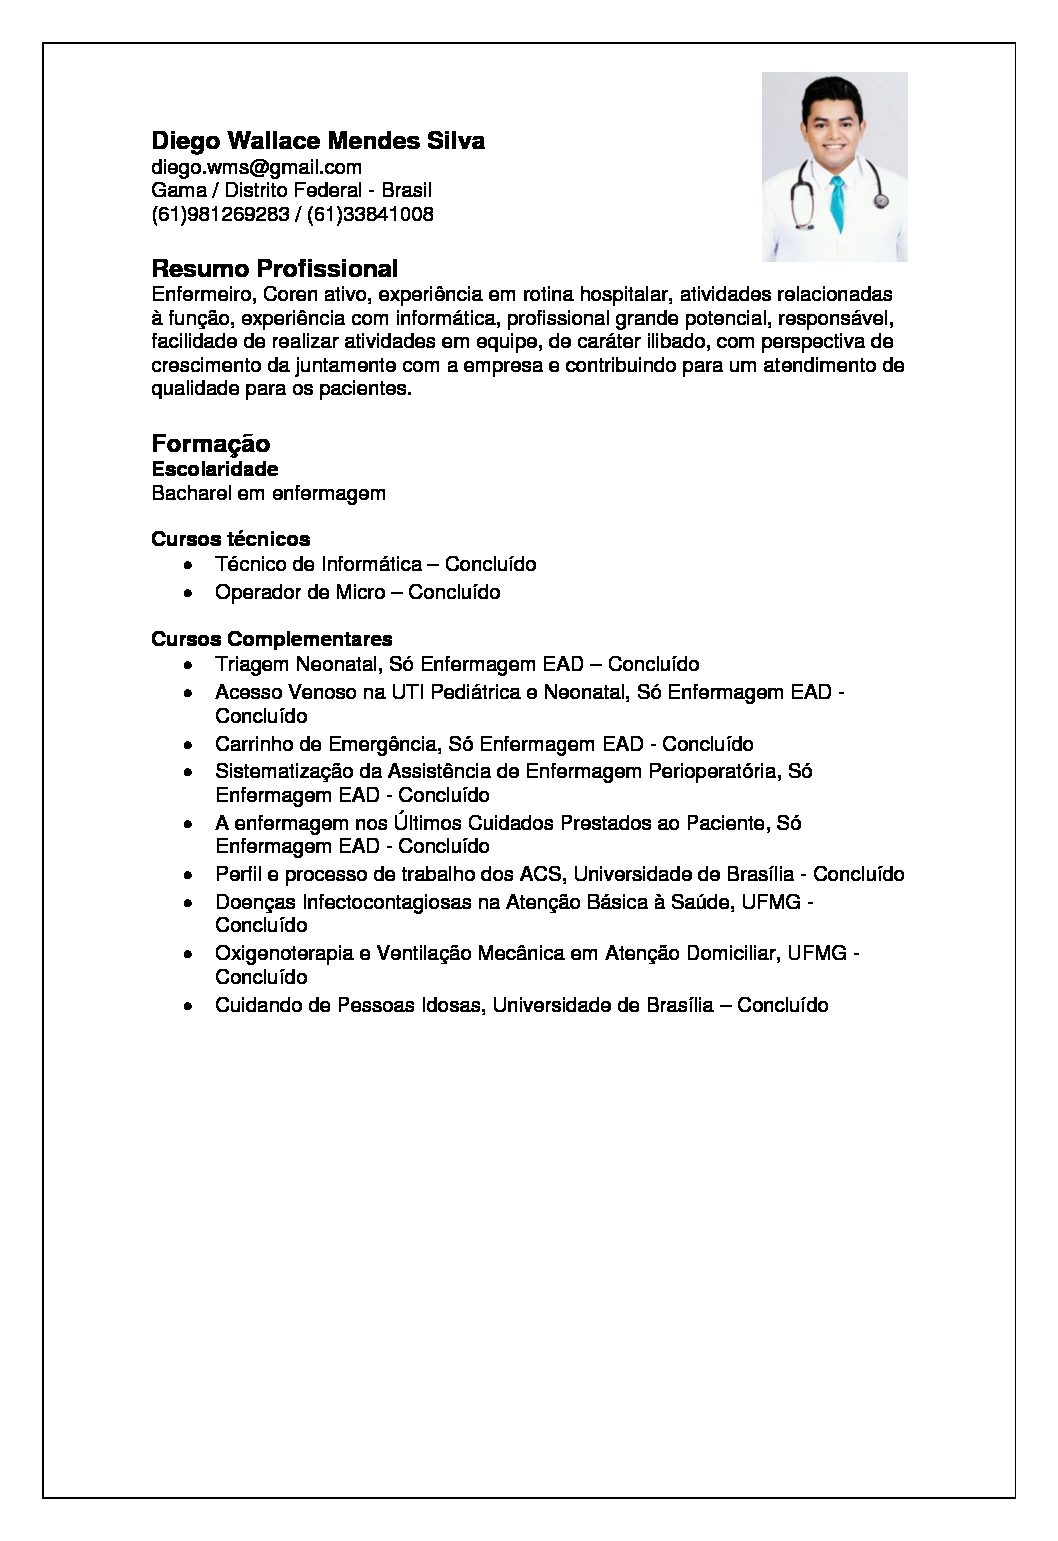 Diego Wallace Mendes Silva
diego.wms@gmail.com
Gama / Distrito Federal - Brasil
(61)981269283 / (61)33841008
Resumo Profissional
Enfermeiro, Coren ativo, experiência em rotina hospitalar, atividades relacionadas
à função, experiência com informática, profissional grande potencial, responsável,
facilidade de realizar atividades em equipe, de caráter ilibado, com perspectiva de
crescimento da juntamente com a empresa e contribuindo para um atendimento de
qualidade para os pacientes.
Formação
Escolaridade
Bacharel em enfermagem
Cursos técnicos
• Técnico de Informática – Concluído
• Operador de Micro – Concluído
Cursos Complementares
• Triagem Neonatal, Só Enfermagem EAD – Concluído
• Acesso Venoso na UTI Pediátrica e Neonatal, Só Enfermagem EAD -
Concluído
• Carrinho de Emergência, Só Enfermagem EAD - Concluído
• Sistematização da Assistência de Enfermagem Perioperatória, Só
Enfermagem EAD - Concluído
• A enfermagem nos Últimos Cuidados Prestados ao Paciente, Só
Enfermagem EAD - Concluído
• Perfil e processo de trabalho dos ACS, Universidade de Brasília - Concluído
• Doenças Infectocontagiosas na Atenção Básica à Saúde, UFMG -
Concluído
• Oxigenoterapia e Ventilação Mecânica em Atenção Domiciliar, UFMG -
Concluído
• Cuidando de Pessoas Idosas, Universidade de Brasília – Concluído